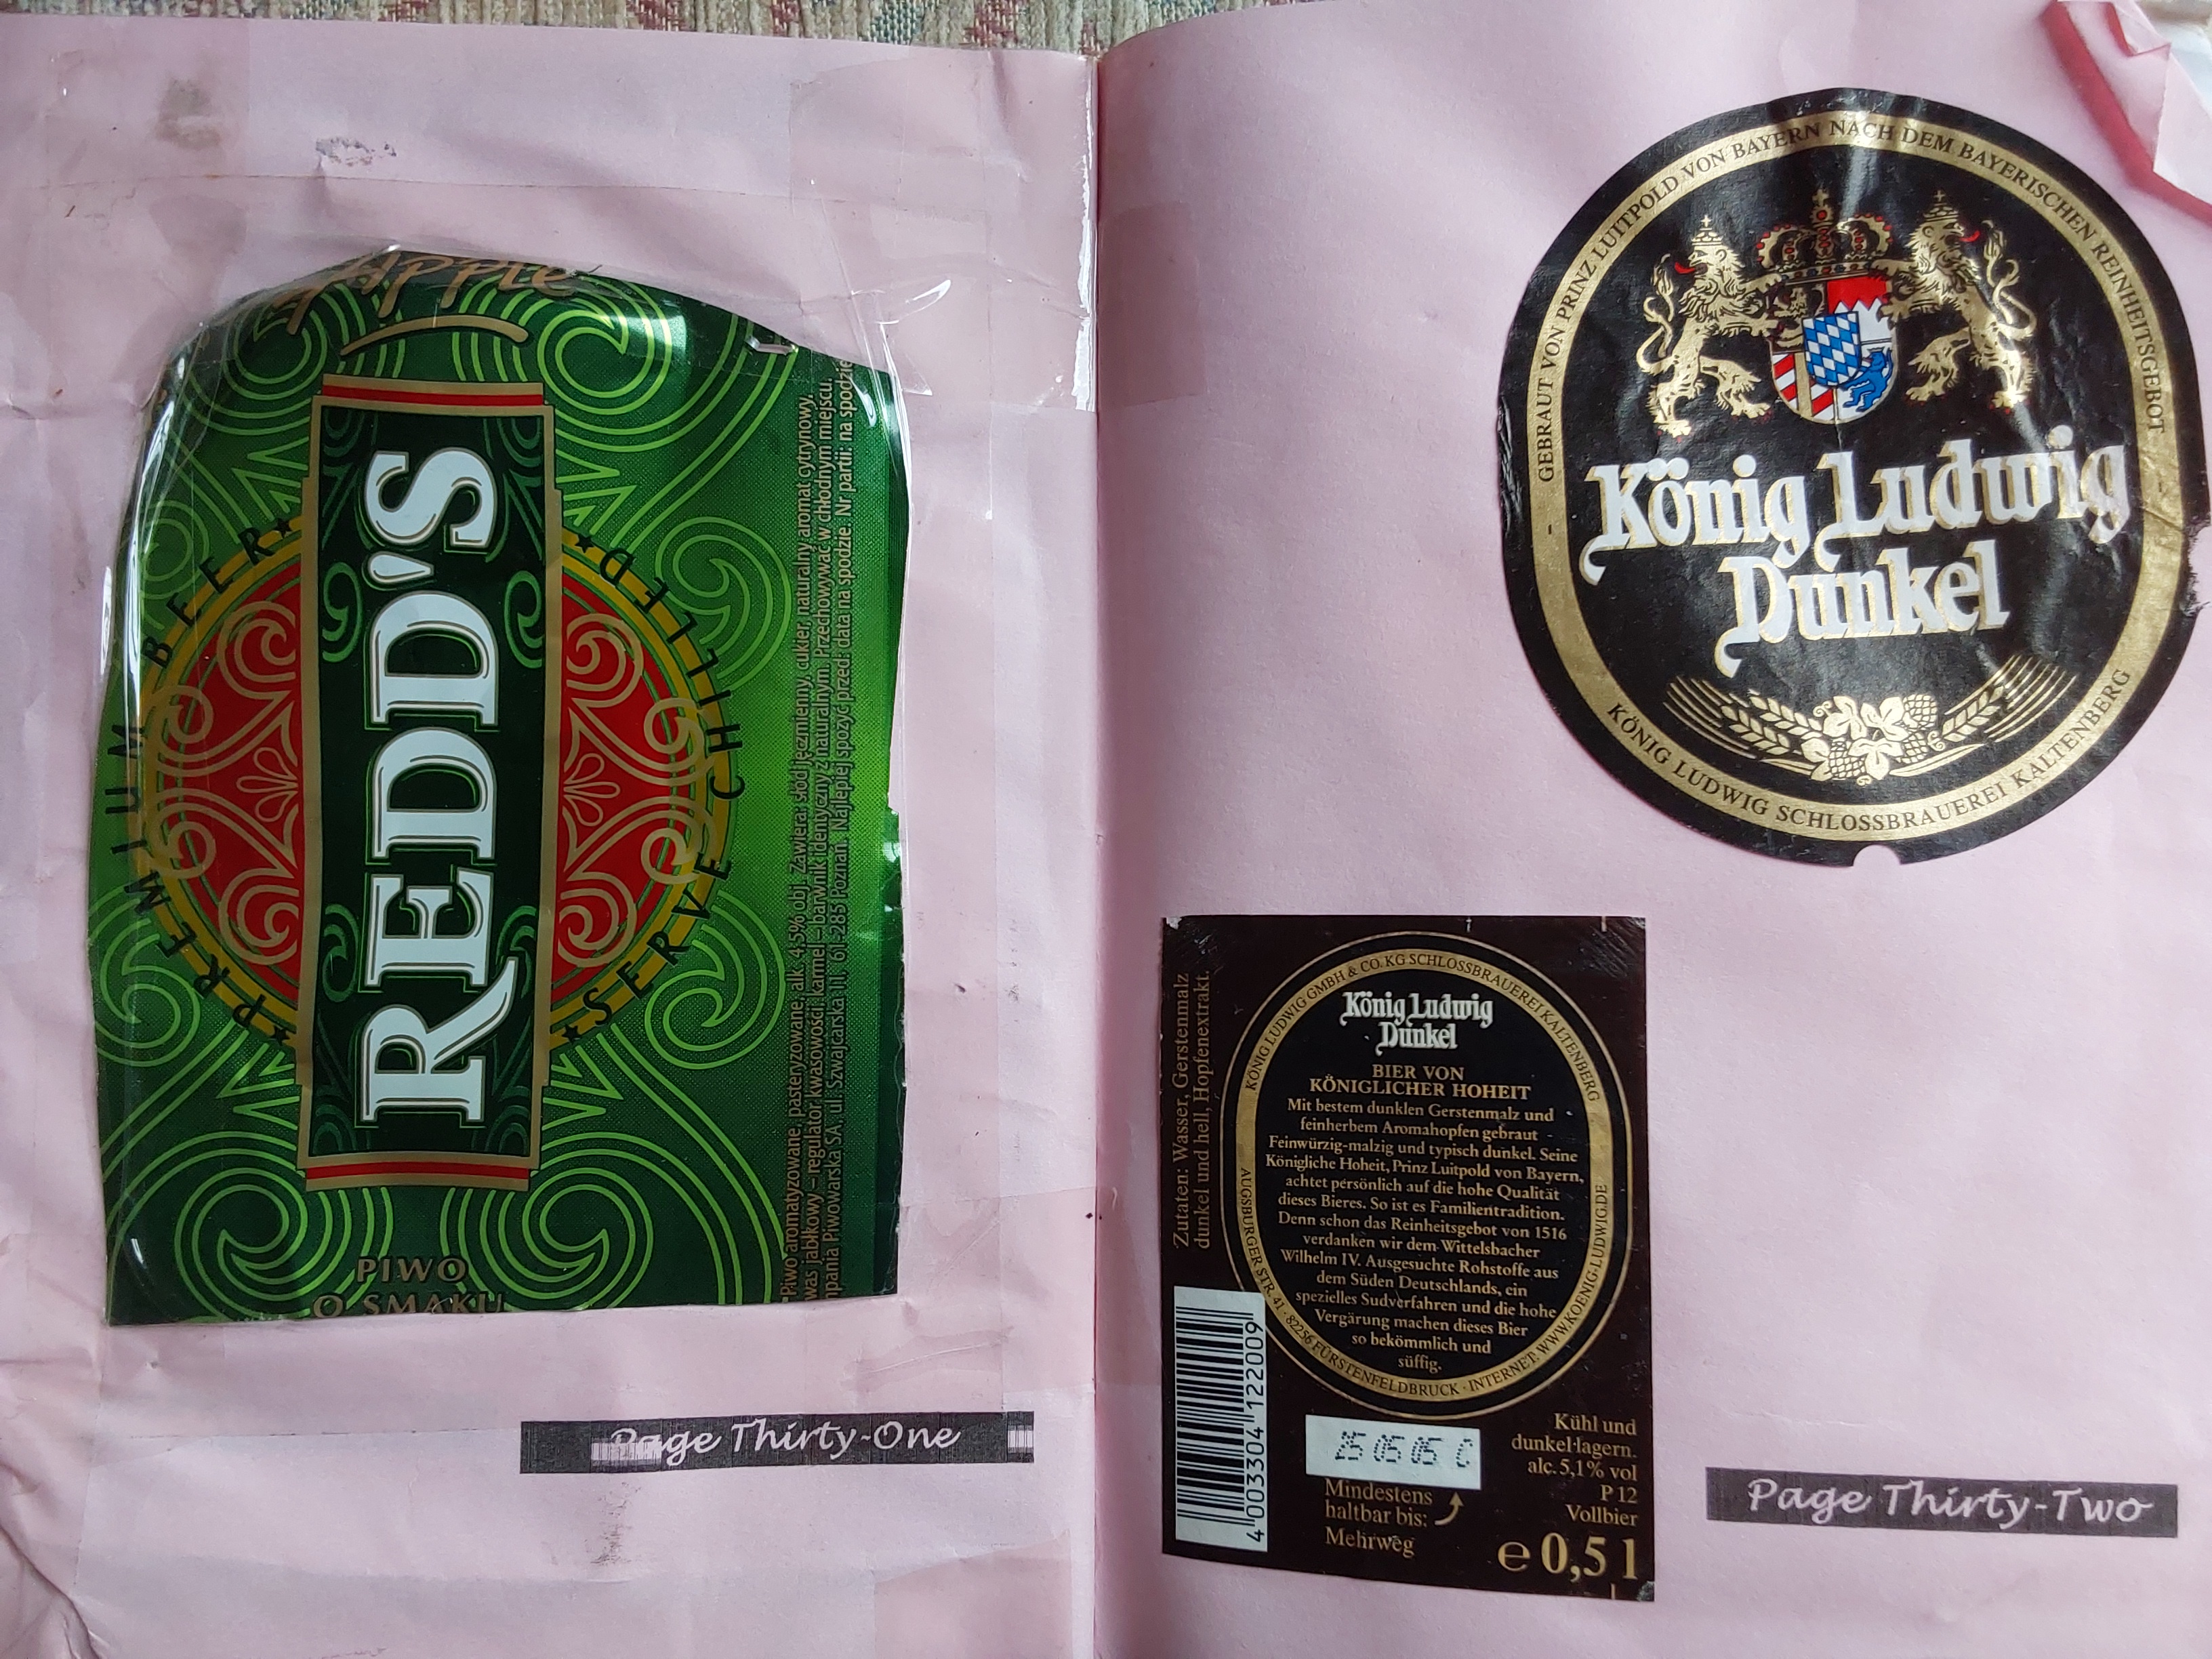 Apple
PREMIUM BEER
REDD'S
SERVE CHILLED
PIWO
O SMAKU
Piwo aromatyzowane, pasteryzowane, alk. 4,5% obj. Zawiera: słód jęczmienny, cukier, naturalny aromat cytrynowy,
was jabłkowy – regulator kwasowości, karmel – barwnik identyczny z naturalnym. Przechowywać w chłodnym miejscu.
mpania Piwowarska SA, ul. Szwajcarska 11, 61-285 Poznań. Najlepiej spożyć przed: data na spodzie. Nr partii: na spodzie
Page Thirty-One
GEBRAUT VON PRINZ LUITPOLD VON BAYERN NACH DEM BAYERISCHEN REINHEITSGEBOT
König Ludwig
Dunkel
KÖNIG LUDWIG SCHLOSSBRAUEREI KALTENBERG
Zutaten: Wasser, Gerstenmalz
dunkel und hell, Hopfenextrakt.
KÖNIG LUDWIG GMBH & CO. KG SCHLOSSBRAUEREI KALTENBERG
König Ludwig
Dunkel
BIER VON
KÖNIGLICHER HOHEIT
Mit bestem dunklen Gerstenmalz und
feinherbem Aromahopfen gebraut
Feinwürzig-malzig und typisch dunkel. Seine
Königliche Hoheit, Prinz Luitpold von Bayern,
achtet persönlich auf die hohe Qualität
dieses Bieres. So ist es Familientradition.
Denn schon das Reinheitsgebot von 1516
verdanken wir dem Wittelsbacher
Wilhelm IV. Ausgesuchte Rohstoffe aus
dem Süden Deutschlands, ein
spezielles Sudverfahren und die hohe
Vergärung machen dieses Bier
so bekömmlich und
süffig.
AUGSBURGER STR. 41 · 82256 FÜRSTENFELDBRUCK · INTERNET: WWW.KOENIG-LUDWIG.DE
4 003304 122009
25 05 05 C
Mindestens
haltbar bis:
Mehrweg
Kühl und
dunkel lagern.
alc. 5,1% vol
P 12
Vollbier
e 0,5 l
Page Thirty-Two